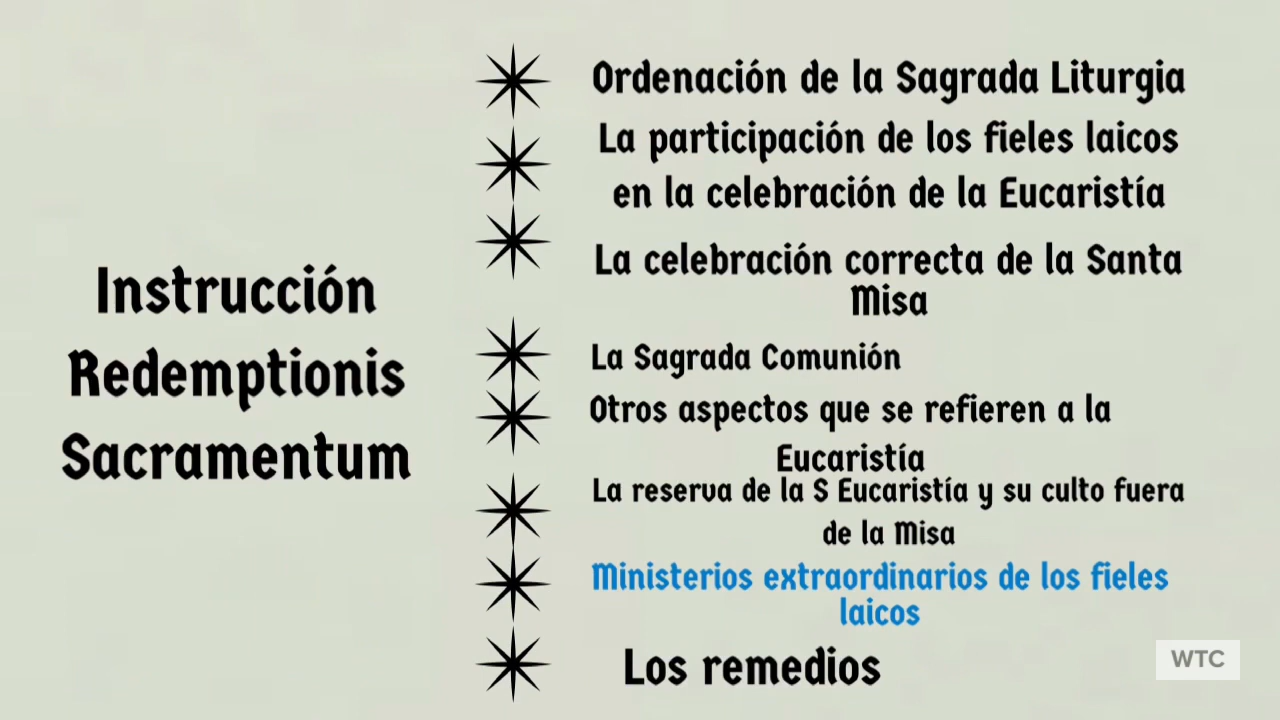 Instrucción
Redemptionis
Sacramentum
Ordenación de la Sagrada Liturgia
La participación de los fieles laicos
en la celebración de la Eucaristía
La celebración correcta de la Santa
Misa
La Sagrada Comunión
Otros aspectos que se refieren a la
Eucaristía
La reserva de la S Eucaristía y su culto fuera
de la Misa
Ministerios extraordinarios de los fieles
laicos
Los remedios
WTC